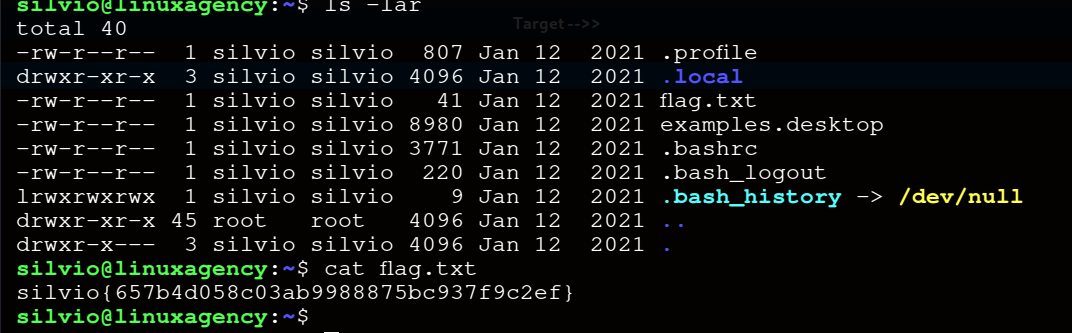 silvio@linuxagency:~$ ls -lar
Target -->>
total 40
-rw-r--r--  1 silvio silvio  807 Jan 12  2021 .profile
drwxr-xr-x  3 silvio silvio 4096 Jan 12  2021 .local
-rw-r--r--  1 silvio silvio   41 Jan 12  2021 flag.txt
-rw-r--r--  1 silvio silvio 8980 Jan 12  2021 examples.desktop
-rw-r--r--  1 silvio silvio 3771 Jan 12  2021 .bashrc
-rw-r--r--  1 silvio silvio  220 Jan 12  2021 .bash_logout
lrwxrwxrwx  1 silvio silvio    9 Jan 12  2021 .bash_history -> /dev/null
drwxr-xr-x 45 root   root   4096 Jan 12  2021 ..
drwxr-x---  3 silvio silvio 4096 Jan 12  2021 .
silvio@linuxagency:~$ cat flag.txt
silvio{657b4d058c03ab9988875bc937f9c2ef}
silvio@linuxagency:~$